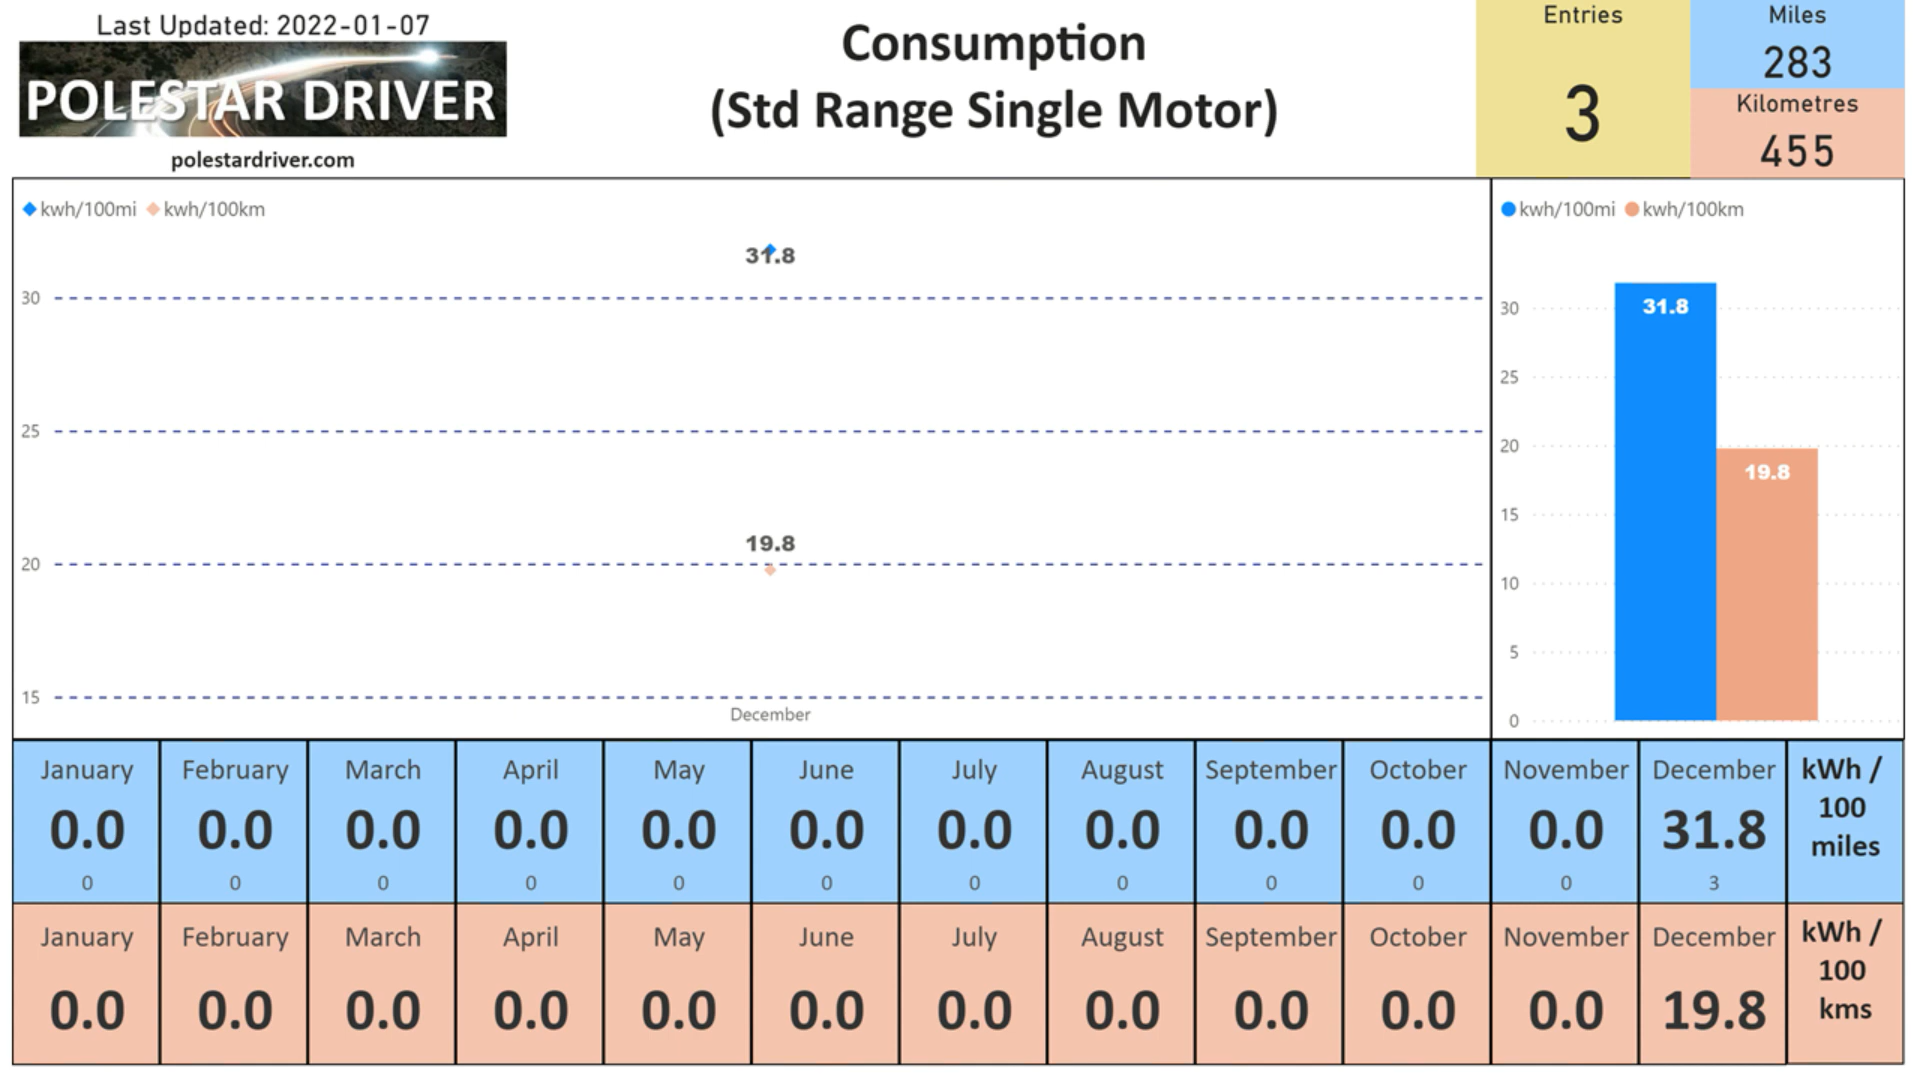 Last Updated: 2022-01-07
POLESTAR DRIVER
polestardriver.com
Consumption
(Std Range Single Motor)
Entries
3
Miles
283
Kilometres
455
kwh/100mi kwh/100km
31.8
30
25
19.8
20
15
December
kwh/100mi kwh/100km
31.8
30
25
20
19.8
15
10
5
0
January February March April May June July August September October November December kWh /
100
miles
0.0 0.0 0.0 0.0 0.0 0.0 0.0 0.0 0.0 0.0 0.0 31.8
0 0 0 0 0 0 0 0 0 0 0 3
January February March April May June July August September October November December kWh /
100
kms
0.0 0.0 0.0 0.0 0.0 0.0 0.0 0.0 0.0 0.0 0.0 19.8